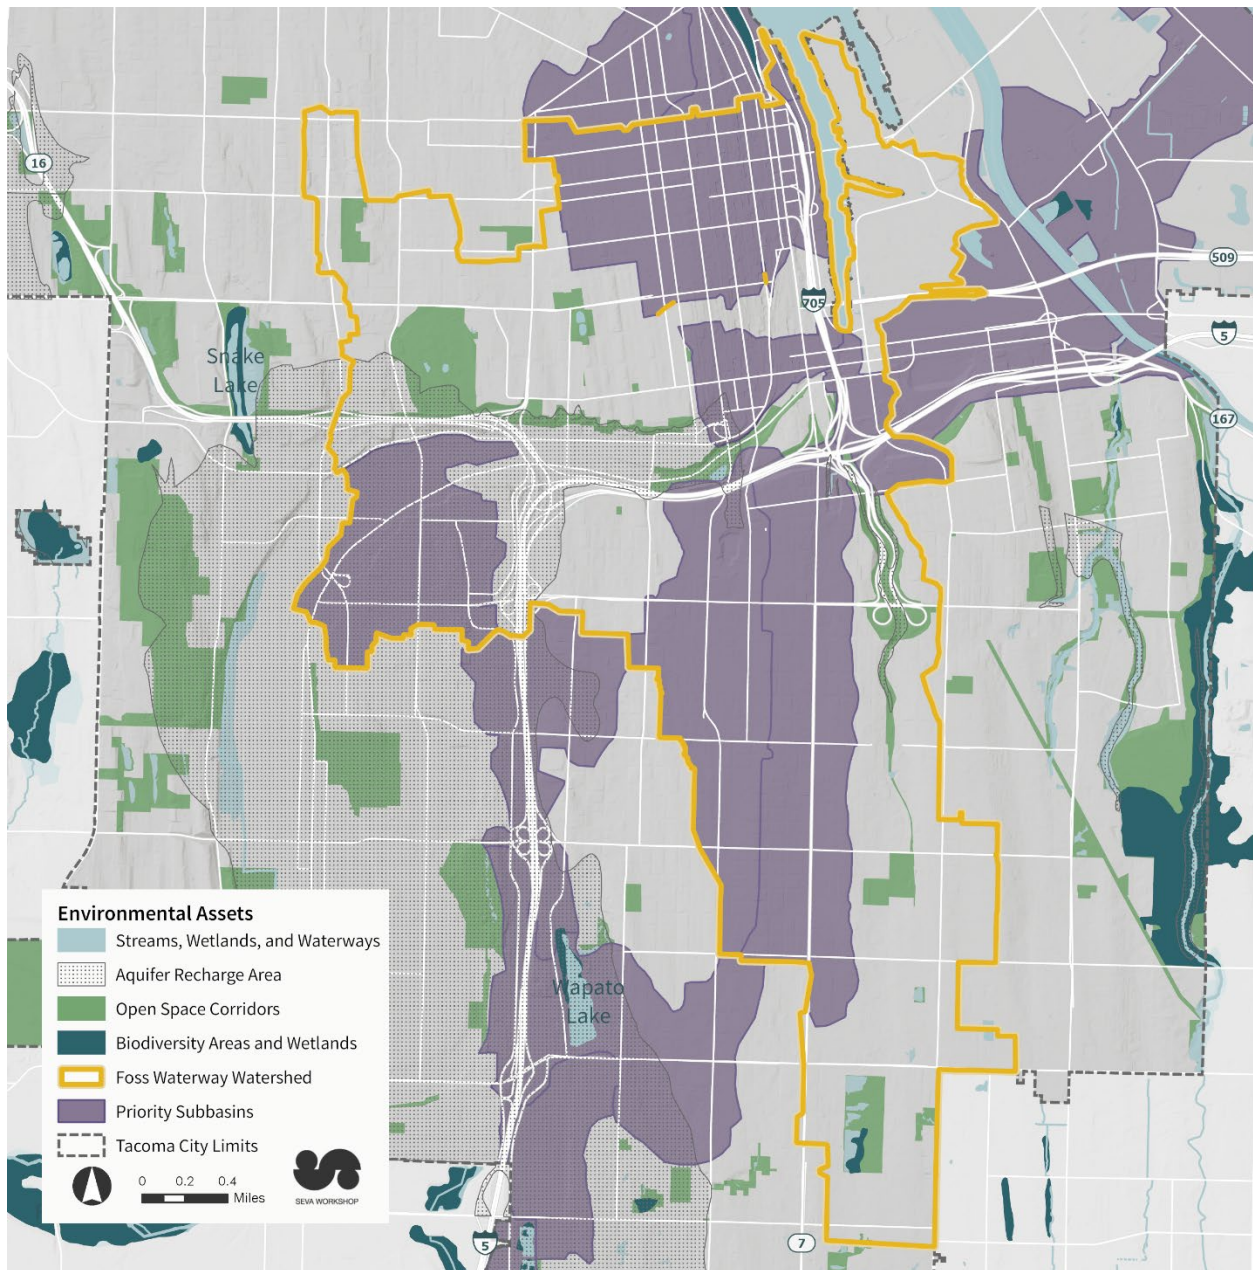 16
509
705
5
Snake
Lake
167
Wapato
Lake
Environmental Assets
Streams, Wetlands, and Waterways
Aquifer Recharge Area
Open Space Corridors
Biodiversity Areas and Wetlands
Foss Waterway Watershed
Priority Subbasins
Tacoma City Limits
0 0.2 0.4
Miles
SEVA WORKSHOP
5
7